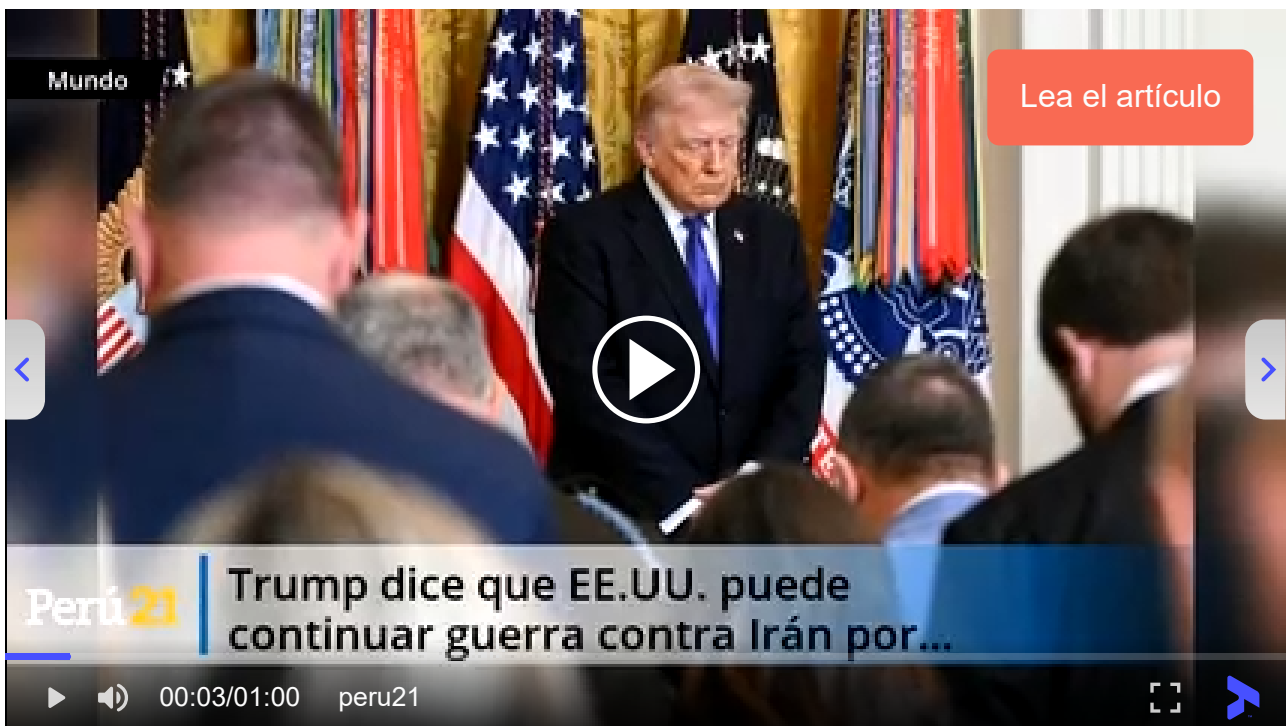 Mundo
Lea el artículo
Perú21
Trump dice que EE.UU. puede
continuar guerra contra Irán por...
00:03/01:00
peru21